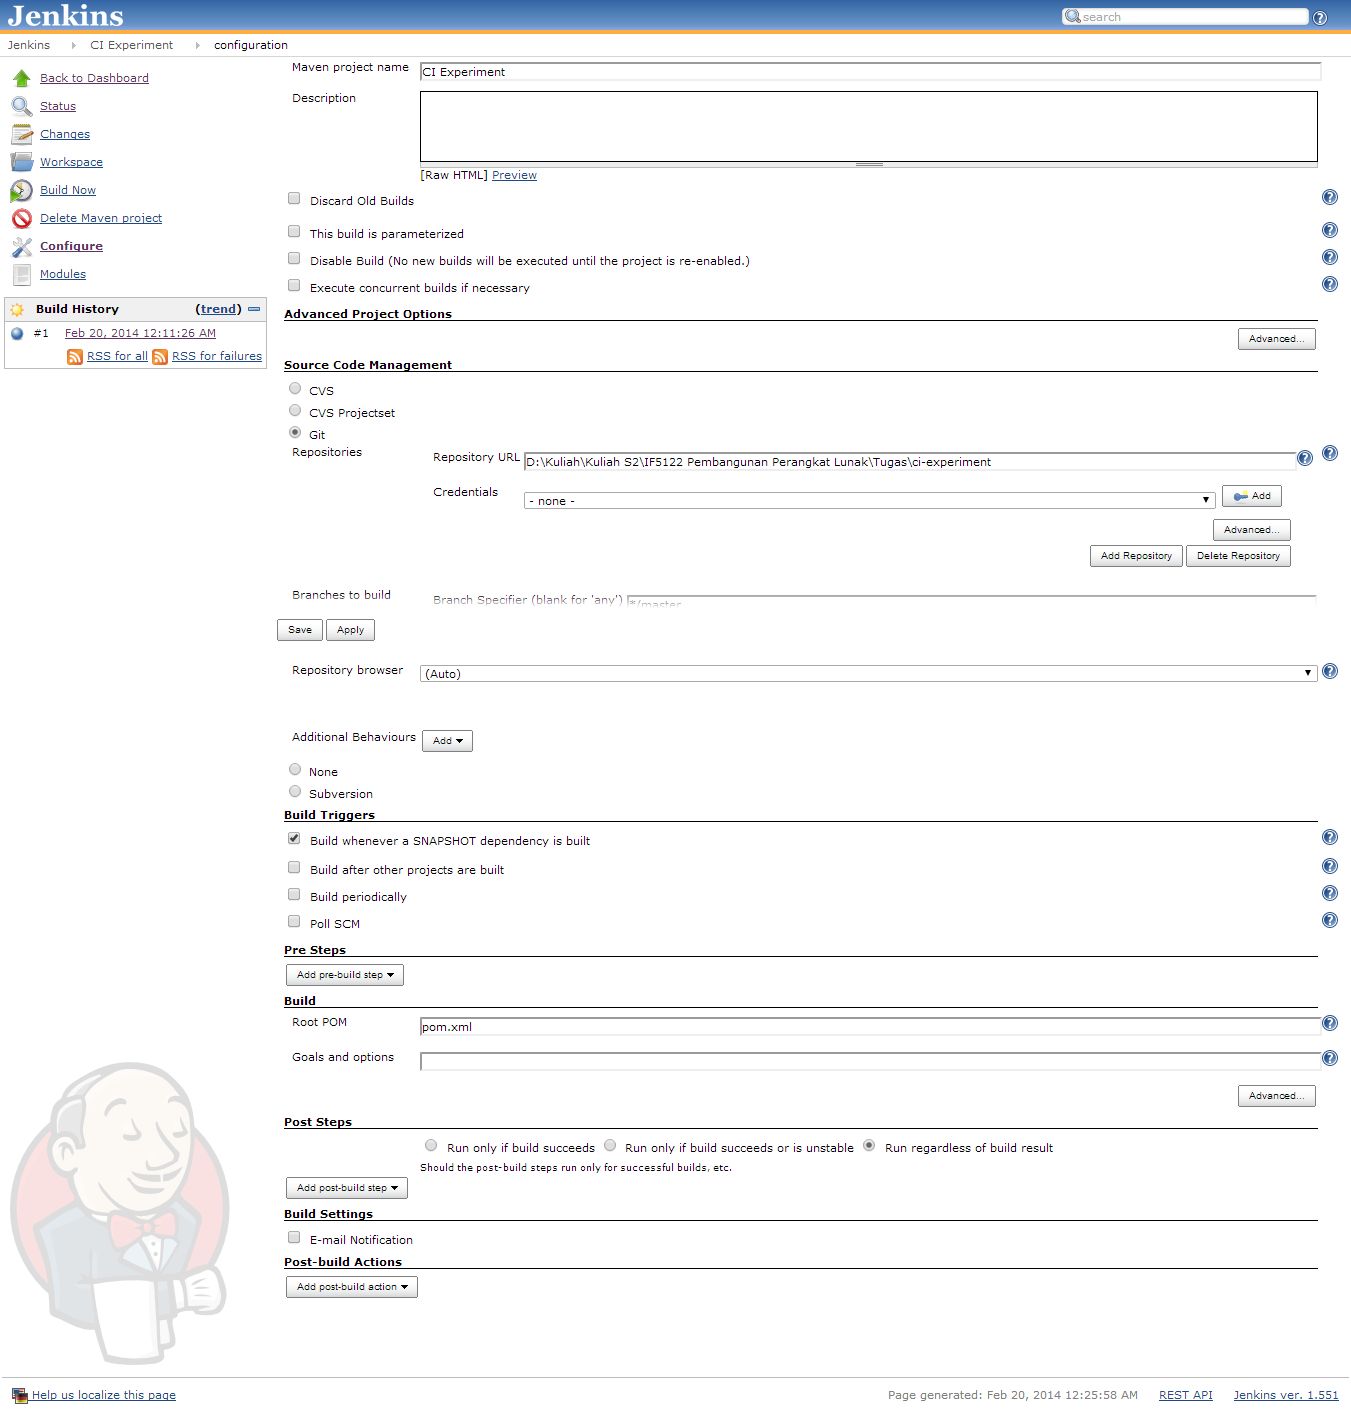 Jenkins
search
Jenkins CI Experiment configuration
Back to Dashboard
Status
Changes
Workspace
Build Now
Delete Maven project
Configure
Modules
Build History (trend)
#1 Feb 20, 2014 12:11:26 AM
RSS for all RSS for failures
Maven project name CI Experiment
Description
[Raw HTML] Preview
Discard Old Builds
This build is parameterized
Disable Build (No new builds will be executed until the project is re-enabled.)
Execute concurrent builds if necessary
Advanced Project Options
Advanced...
Source Code Management
CVS
CVS Projectset
Git
Repositories
Repository URL D:\Kuliah\Kuliah S2\IF5122 Pembangunan Perangkat Lunak\Tugas\ci-experiment
Credentials - none - Add
Advanced...
Add Repository Delete Repository
Branches to build Branch Specifier (blank for 'any') */master
Save Apply
Repository browser (Auto)
Additional Behaviours Add
None
Subversion
Build Triggers
Build whenever a SNAPSHOT dependency is built
Build after other projects are built
Build periodically
Poll SCM
Pre Steps
Add pre-build step
Build
Root POM pom.xml
Goals and options
Advanced...
Post Steps
Run only if build succeeds Run only if build succeeds or is unstable Run regardless of build result
Should the post-build steps run only for successful builds, etc.
Add post-build step
Build Settings
E-mail Notification
Post-build Actions
Add post-build action
Help us localize this page Page generated: Feb 20, 2014 12:25:58 AM REST API Jenkins ver. 1.551